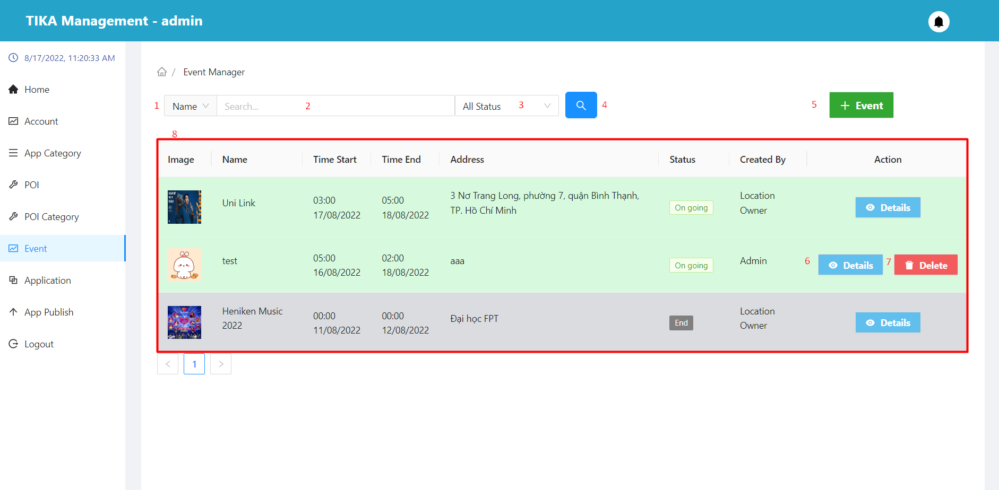 TIKA Management - admin
8/17/2022, 11:20:33 AM
Home
Account
App Category
POI
POI Category
Event
Application
App Publish
Logout
/ Event Manager
1 Name Search... 2 All Status 3 4 5 + Event
8
Image Name Time Start Time End Address Status Created By Action
Uni Link
03:00
17/08/2022
05:00
18/08/2022
3 Nơ Trang Long, phường 7, quận Bình Thạnh,
TP. Hồ Chí Minh
On going
Location
Owner
Details
test
05:00
16/08/2022
02:00
18/08/2022
aaa
On going
Admin
6 Details 7 Delete
Heniken Music
2022
00:00
11/08/2022
00:00
12/08/2022
Đại học FPT
End
Location
Owner
Details
< 1 >
YEAR OF
YOUR
TIGER